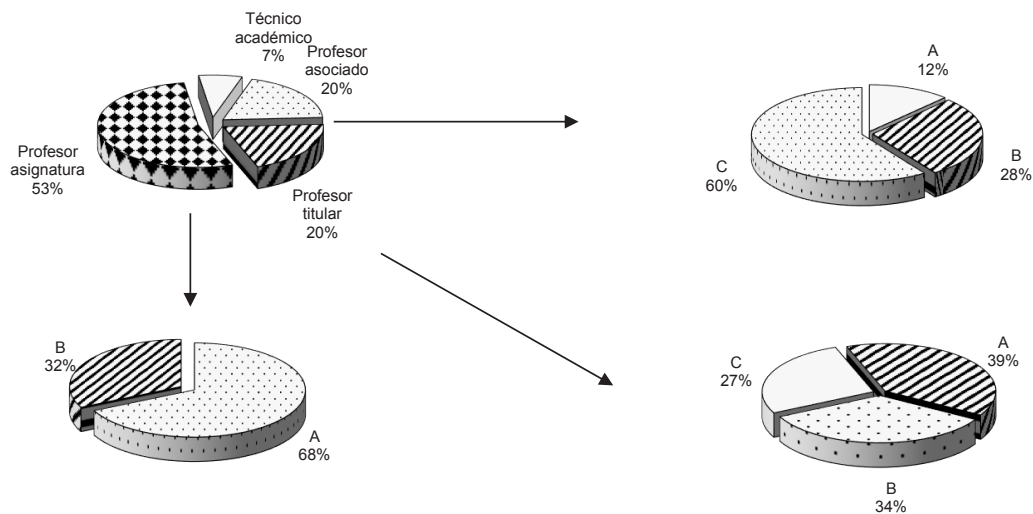 Técnico
académico
7%
Profesor
asociado
20%
Profesor
asignatura
53%
Profesor
titular
20%
A
12%
B
28%
C
60%
B
32%
A
68%
C
27%
A
39%
B
34%